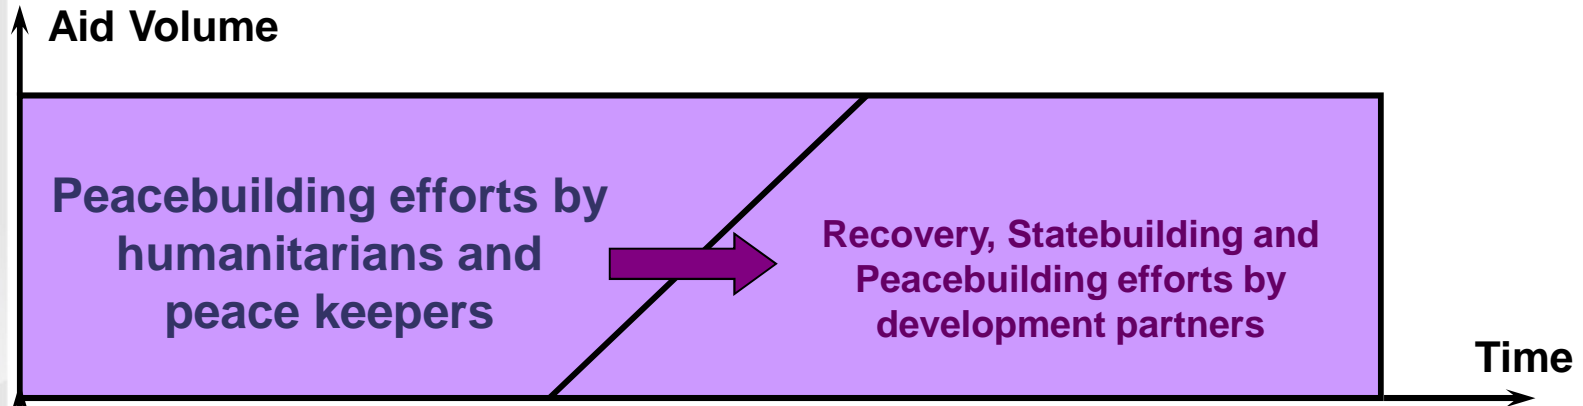 Aid Volume
Peacebuilding efforts by
humanitarians and
peace keepers
Recovery, Statebuilding and
Peacebuilding efforts by
development partners
Time